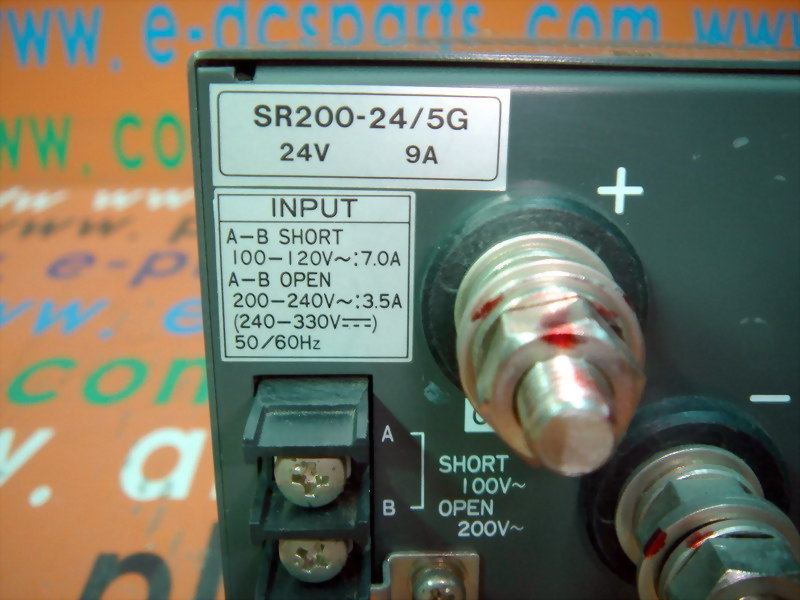 www.e-dcsparts.com www
SR200-24/5G
24V 9A
INPUT
A-B SHORT
100-120V~:7.0A
A-B OPEN
200-240V~:3.5A
(240-330V⎓)
50/60Hz
+
-
A
SHORT
100V~
B OPEN
200V~